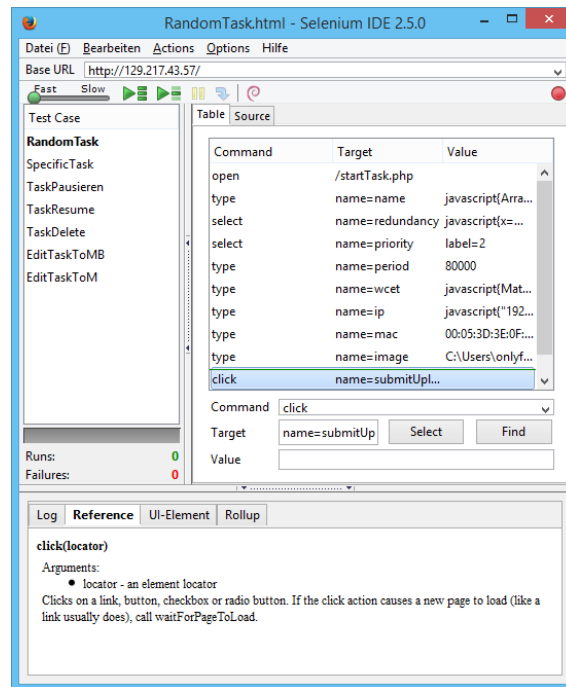 RandomTask.html - Selenium IDE 2.5.0
Datei (F) Bearbeiten Actions Options Hilfe
Base URL http://129.217.43.57/
Fast Slow
Test Case
RandomTask
SpecificTask
TaskPausieren
TaskResume
TaskDelete
EditTaskToMB
EditTaskToM
Runs: 0
Failures: 0
Table Source
Command Target Value
open /startTask.php
type name=name javascript{Arra...
select name=redundancy javascript{x=...
select name=priority label=2
type name=period 80000
type name=wcet javascript{Mat...
type name=ip javascript{"192...
type name=mac 00:05:3D:3E:0F:...
type name=image C:\Users\onlyf...
click name=submitUpl...
Command click
Target name=submitUp Select Find
Value
Log Reference UI-Element Rollup
click(locator)
Arguments:
• locator - an element locator
Clicks on a link, button, checkbox or radio button. If the click action causes a new page to load (like a
link usually does), call waitForPageToLoad.